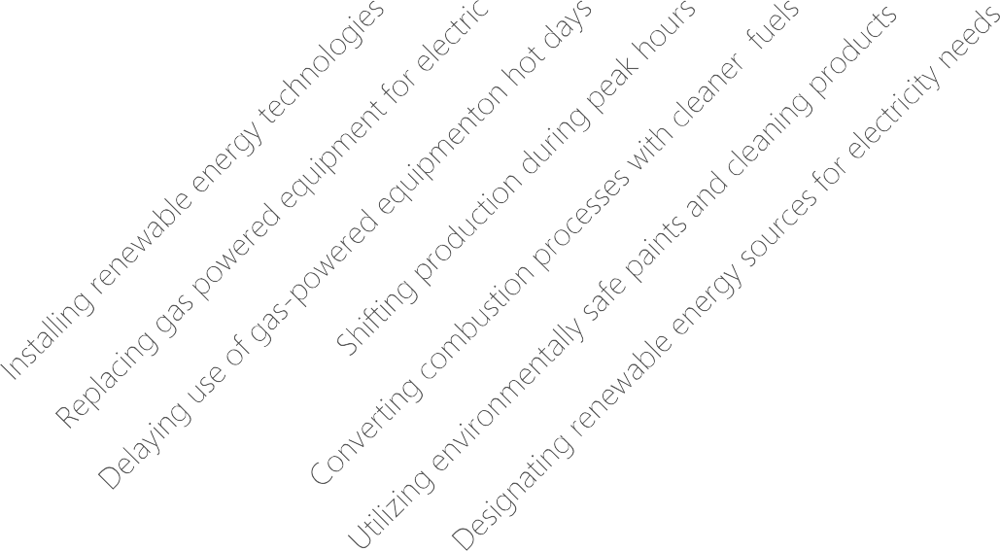 Installing renewable energy technologies
Replacing gas powered equipment for electric
Delaying use of gas-powered equipmenton hot days
Shifting production during peak hours
Converting combustion processes with cleaner  fuels
Utilizing environmentally safe paints and cleaning products
Designating renewable energy sources for electricity needs